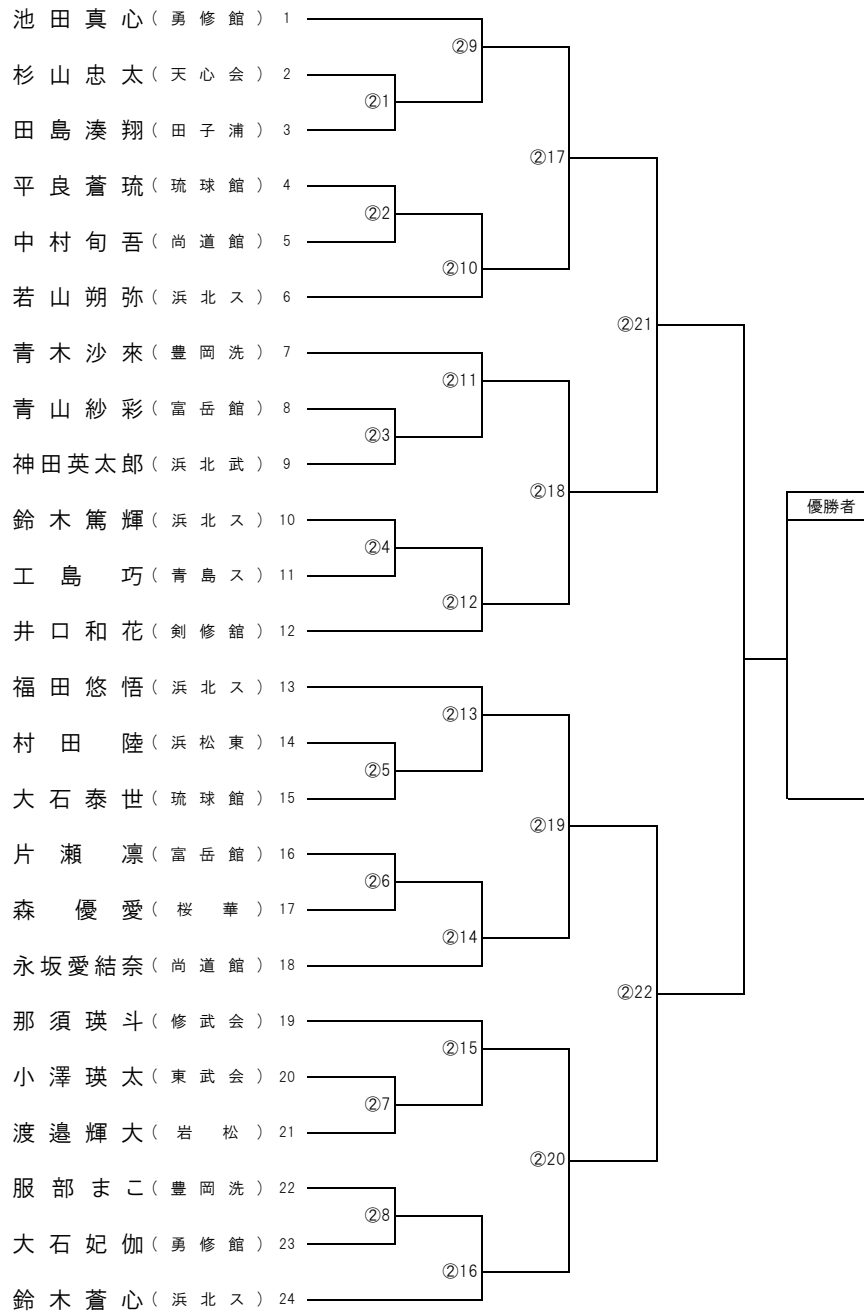 池田真心(勇修館) 1
②9
杉山忠太(天心会) 2
②1
田島湊翔(田子浦) 3
②17
平良蒼琉(琉球館) 4
②2
中村旬吾(尚道館) 5
②10
若山朔弥(浜北ス) 6
②21
青木沙來(豊岡洗) 7
②11
青山紗彩(富岳館) 8
②3
神田英太郎(浜北武) 9
②18
優勝者
鈴木篤輝(浜北ス) 10
②4
工島巧(青島ス) 11
②12
井口和花(剣修舘) 12
福田悠悟(浜北ス) 13
②13
村田陸(浜松東) 14
②5
大石泰世(琉球館) 15
②19
片瀬凛(富岳館) 16
②6
森優愛(桜華) 17
②14
永坂愛結奈(尚道館) 18
②22
那須瑛斗(修武会) 19
②15
小澤瑛太(東武会) 20
②7
渡邉輝大(岩松) 21
②20
服部まこ(豊岡洗) 22
②8
大石妃伽(勇修館) 23
②16
鈴木蒼心(浜北ス) 24